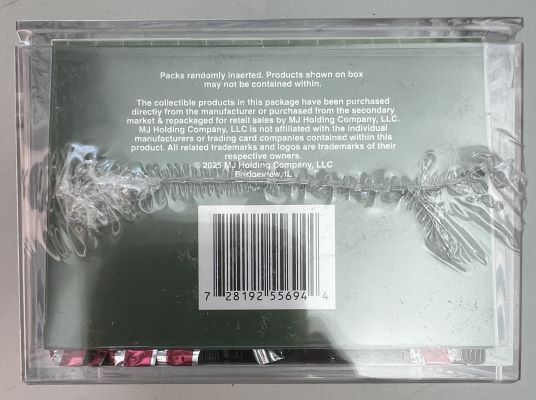 Packs randomly inserted. Products shown on box
may not be contained within.
The collectible products in this package have been purchased
directly from the manufacturer or purchased from the secondary
market & repackaged for retail sales by MJ Holding Company, LLC.
MJ Holding Company, LLC is not affiliated with the individual
manufacturers or trading card companies contained within this
product. All related trademarks and logos are trademarks of their
respective owners.
© 2025 MJ Holding Company, LLC
Bridgeview, IL
7 28192 55694 4